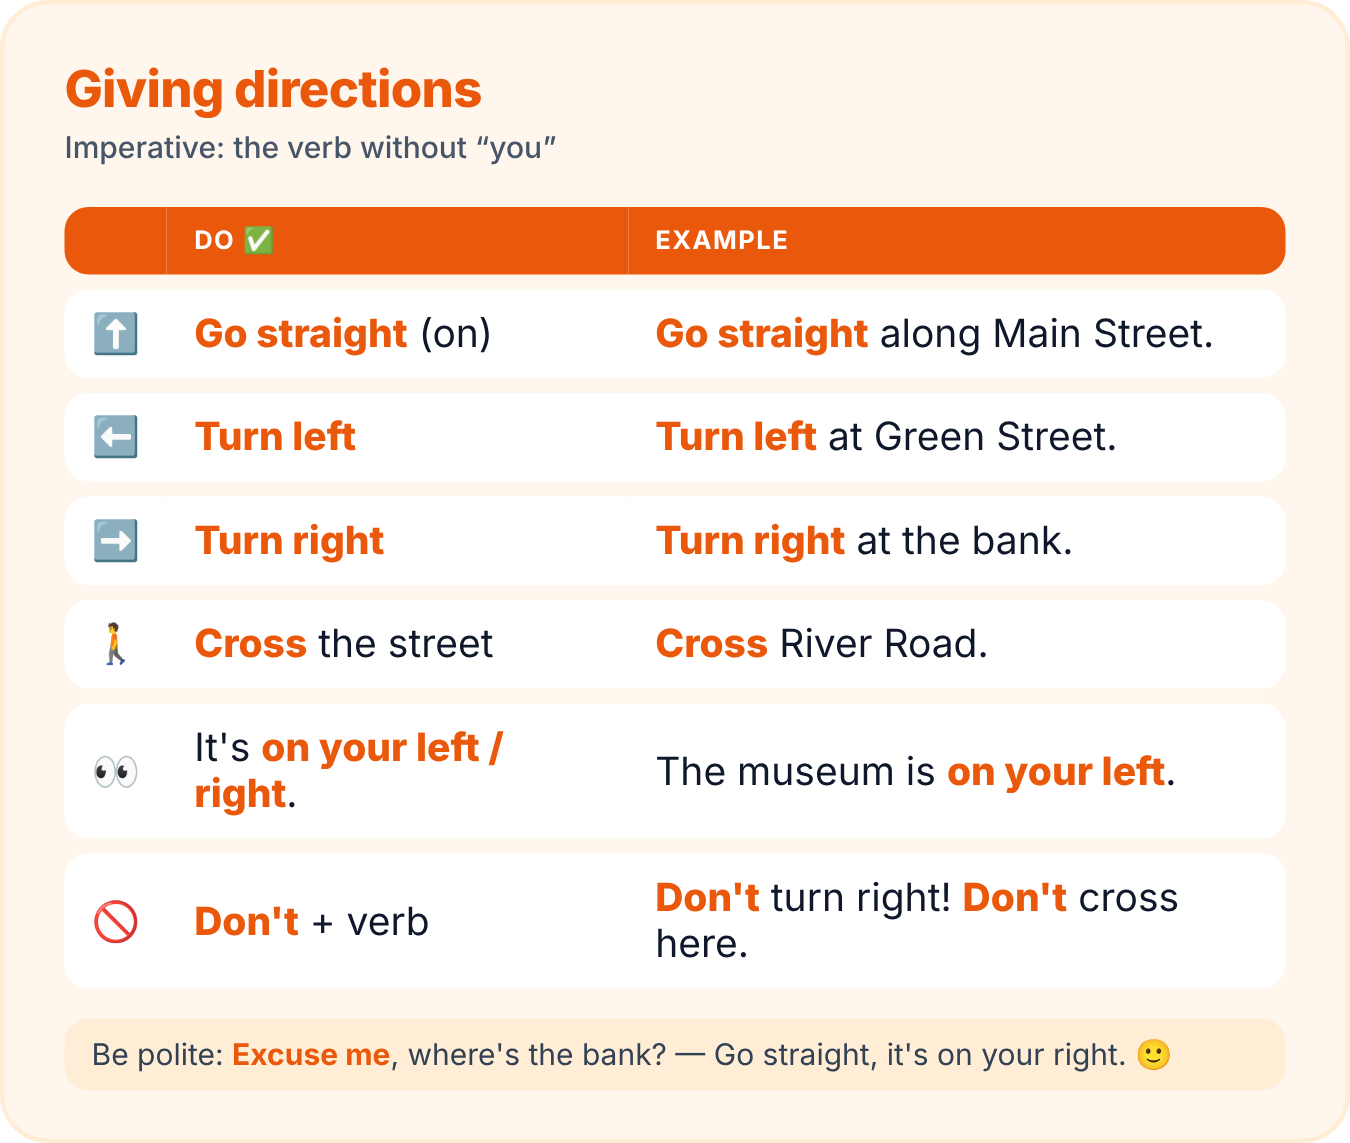 Giving directions
Imperative: the verb without “you”
DO ✅ EXAMPLE
⬆️ Go straight (on) Go straight along Main Street.
⬅️ Turn left Turn left at Green Street.
➡️ Turn right Turn right at the bank.
🚶 Cross the street Cross River Road.
👀 It's on your left /
right. The museum is on your left.
🚫 Don't + verb Don't turn right! Don't cross
here.
Be polite: Excuse me, where's the bank? — Go straight, it's on your right. 🙂